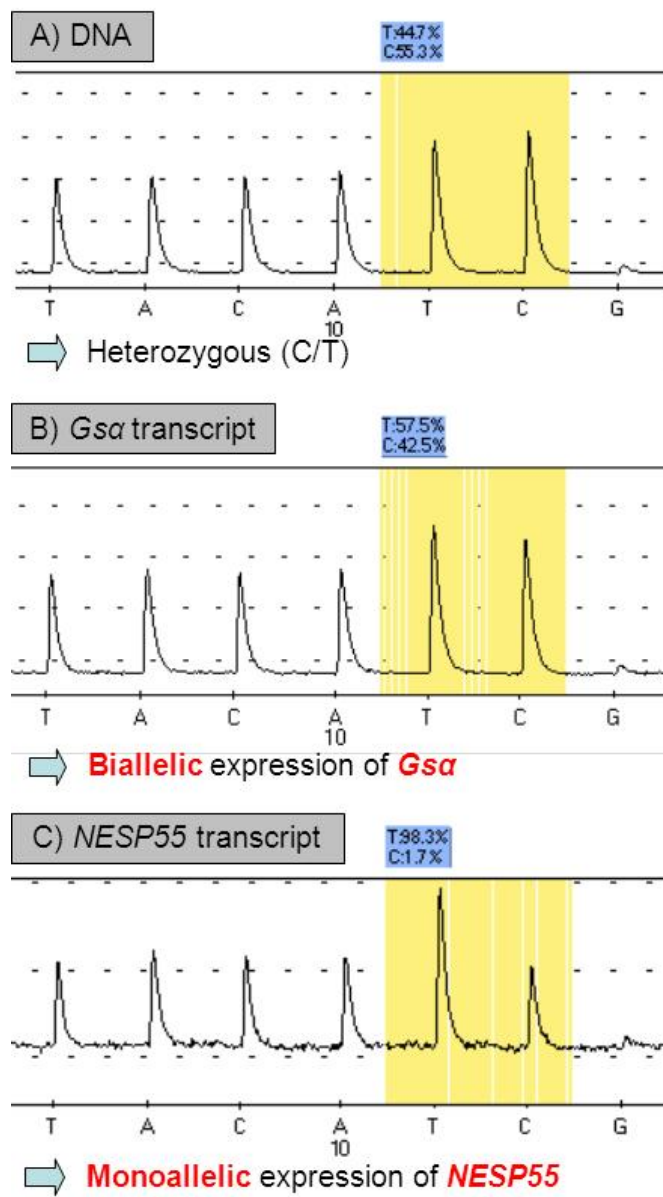 A) DNA
T:44.7%
C:55.3%
T A C A T C G
10
Heterozygous (C/T)
B) Gsα transcript
T:57.5%
C:42.5%
T A C A T C G
10
Biallelic expression of Gsα
C) NESP55 transcript
T:98.3%
C:1.7%
T A C A T C G
10
Monoallelic expression of NESP55